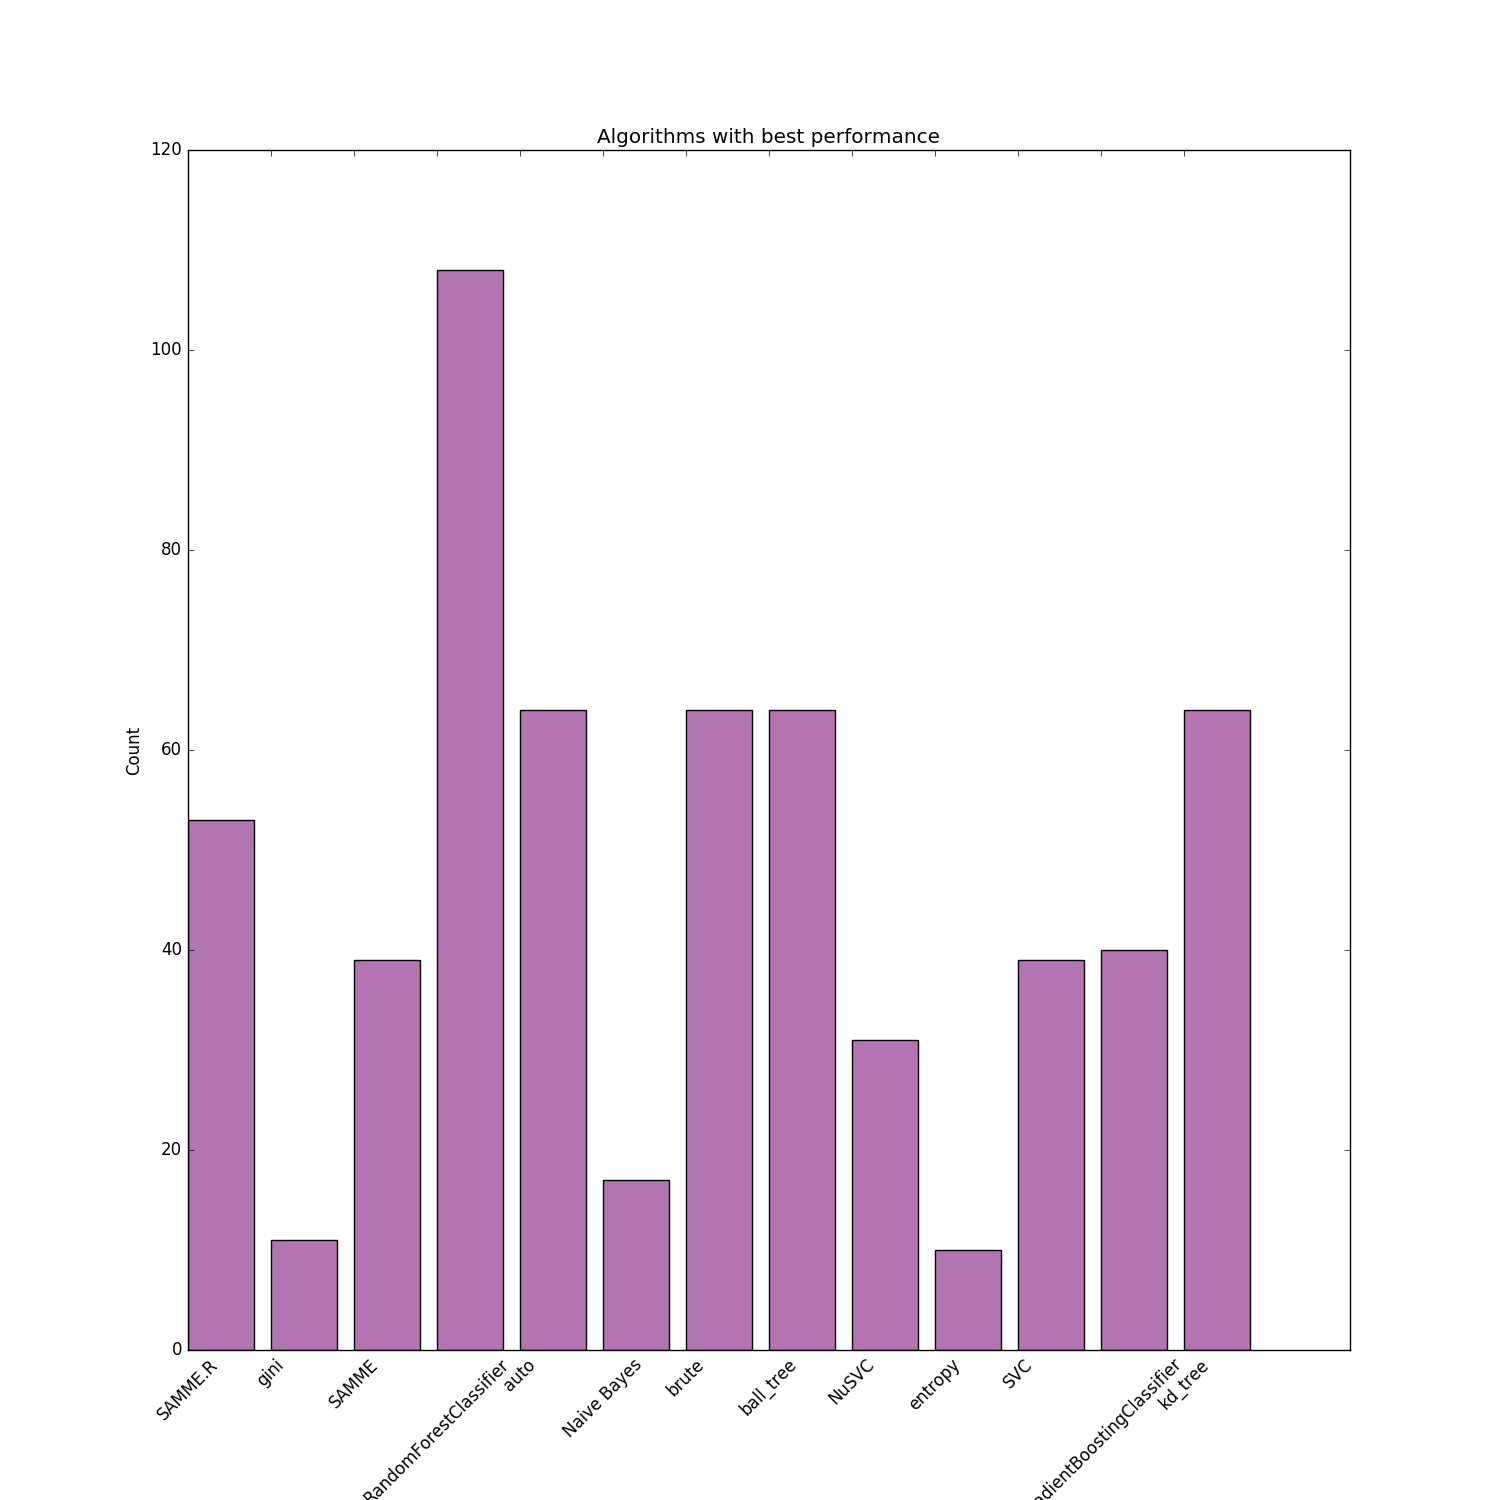 Algorithms with best performance
120
100
80
60
40
20
0
Count
SAMME.R
gini
SAMME
RandomForestClassifier
auto
Naive Bayes
brute
ball_tree
NuSVC
entropy
SVC
adientBoostingClassifier
kd_tree